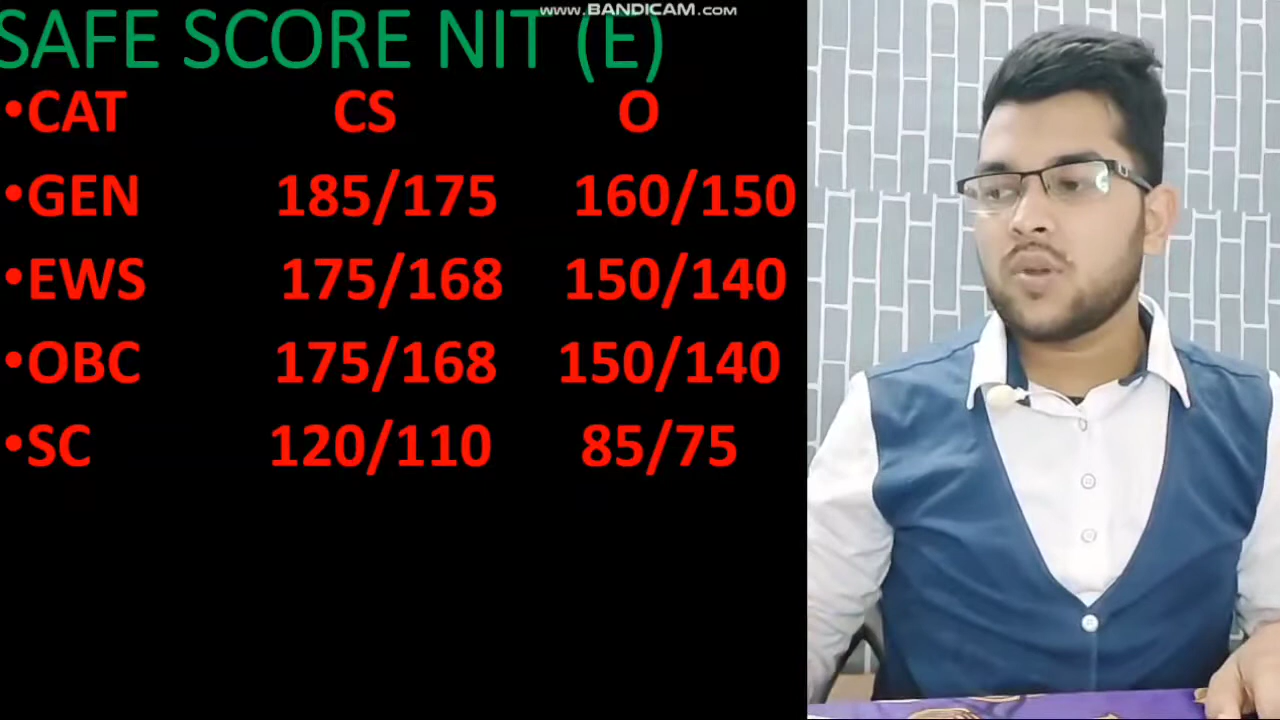 www.BANDICAM.com
SAFE SCORE NIT (E)
•CAT CS O
•GEN 185/175 160/150
•EWS 175/168 150/140
•OBC 175/168 150/140
•SC 120/110 85/75